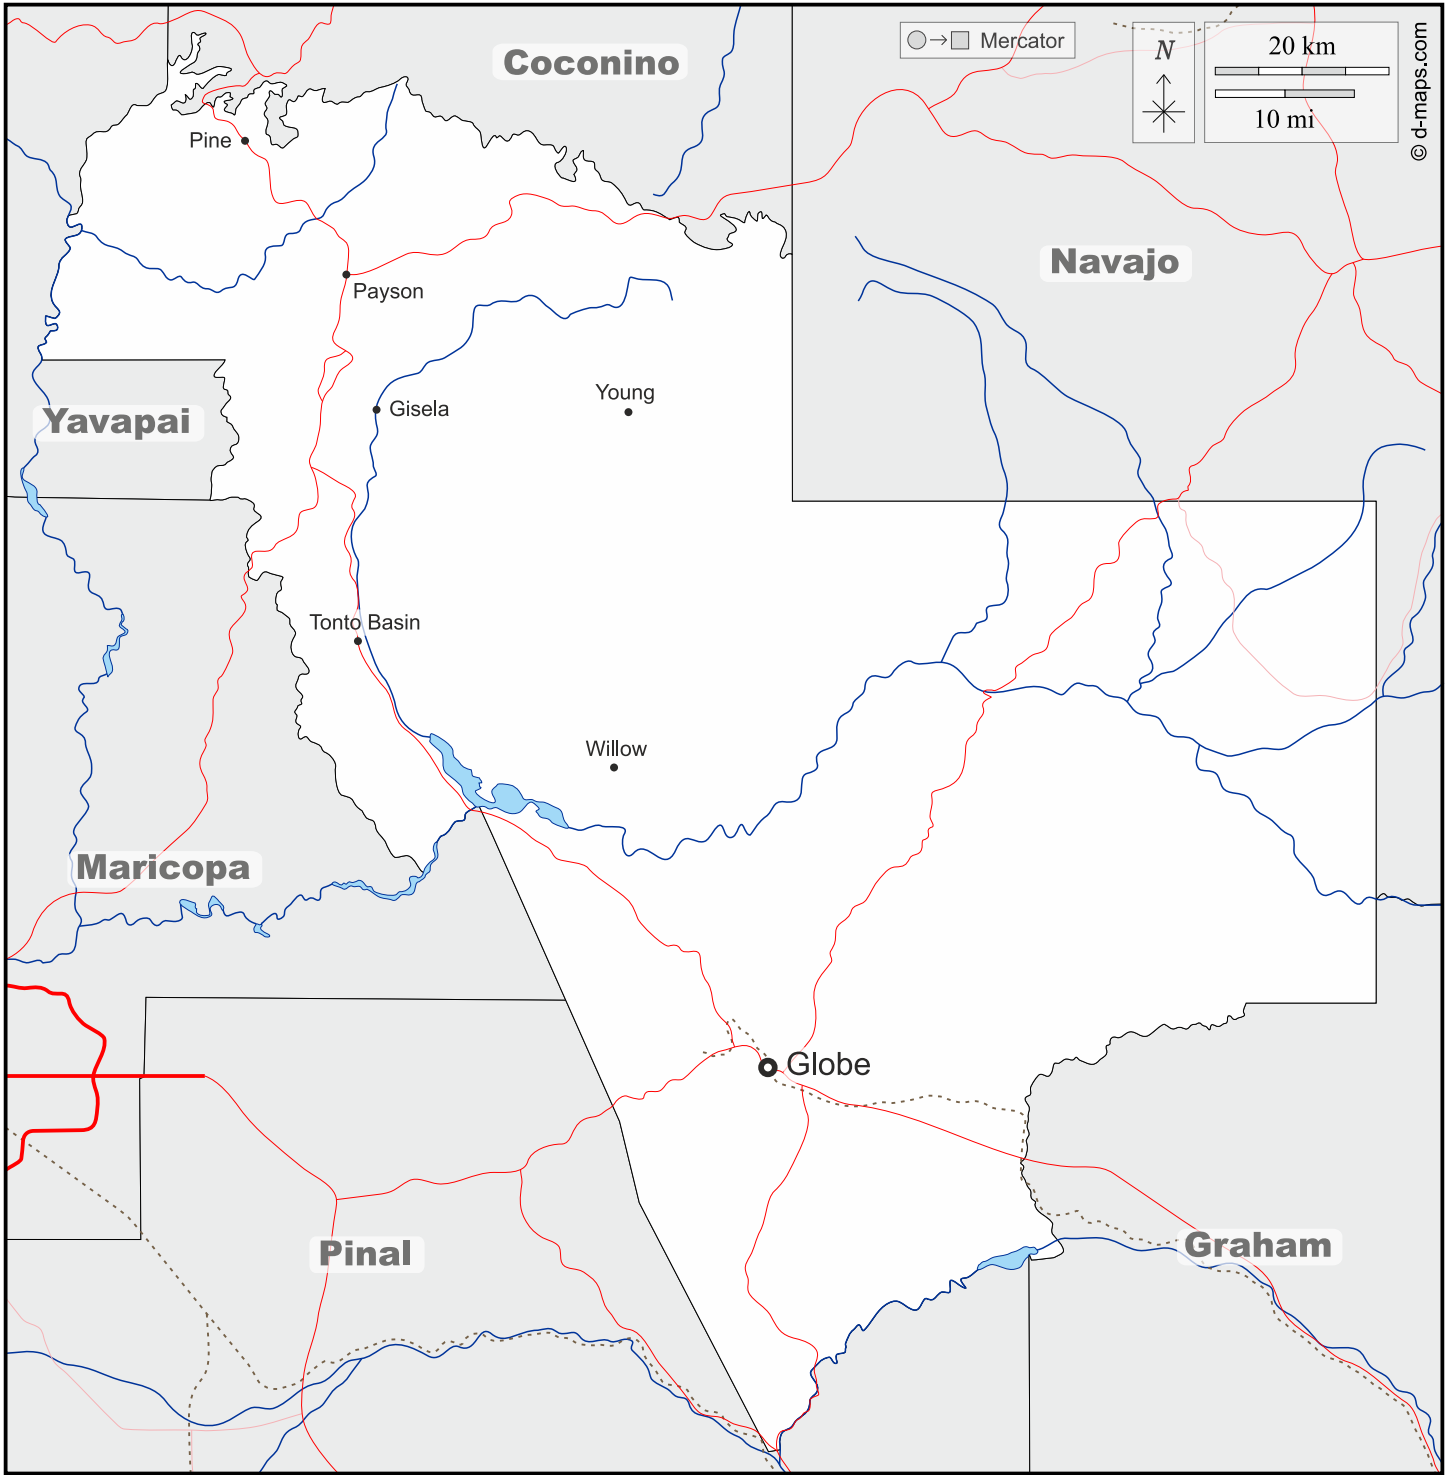 Coconino
Mercator
N
20 km
10 mi
© d-maps.com
Pine
Navajo
Payson
Young
Gisela
Yavapai
Tonto Basin
Willow
Maricopa
Globe
Pinal
Graham